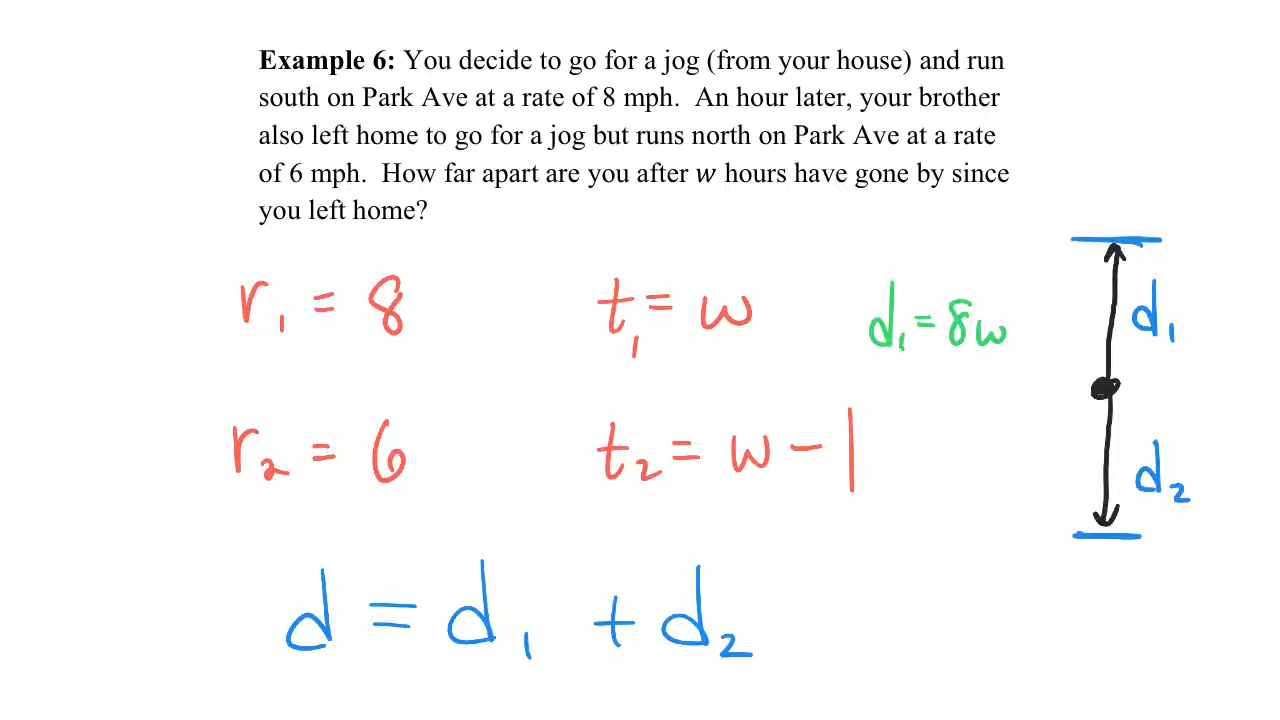 Example 6: You decide to go for a jog (from your house) and run
south on Park Ave at a rate of 8 mph. An hour later, your brother
also left home to go for a jog but runs north on Park Ave at a rate
of 6 mph. How far apart are you after w hours have gone by since
you left home?
r₁ = 8
t₁ = w
d₁ = 8w
d₁
r₂ = 6
t₂ = w - 1
d₂
d = d₁ + d₂